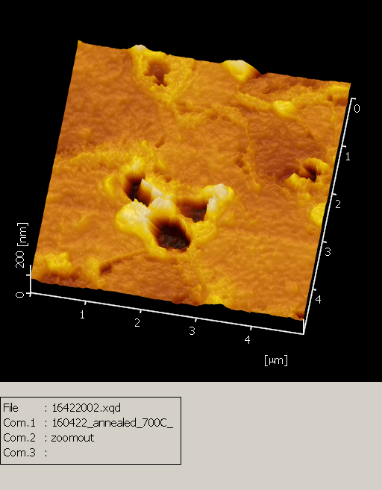 0
1
2
3
4
200 [nm]
0
1
2
3
4
[µm]
File : 16422002.xqd
Com.1 : 160422_annealed_700C_
Com.2 : zoomout
Com.3 :